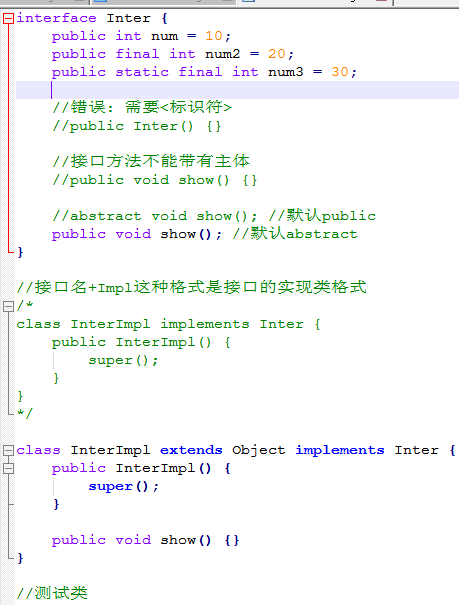 interface Inter {
public int num = 10;
public final int num2 = 20;
public static final int num3 = 30;
//错误：需要<标识符>
//public Inter() {}
//接口方法不能带有主体
//public void show() {}
//abstract void show(); //默认public
public void show(); //默认abstract
}
//接口名+Impl这种格式是接口的实现类格式
/*
class InterImpl implements Inter {
public InterImpl() {
super();
}
}
*/
class InterImpl extends Object implements Inter {
public InterImpl() {
super();
}
public void show() {}
}
//测试类